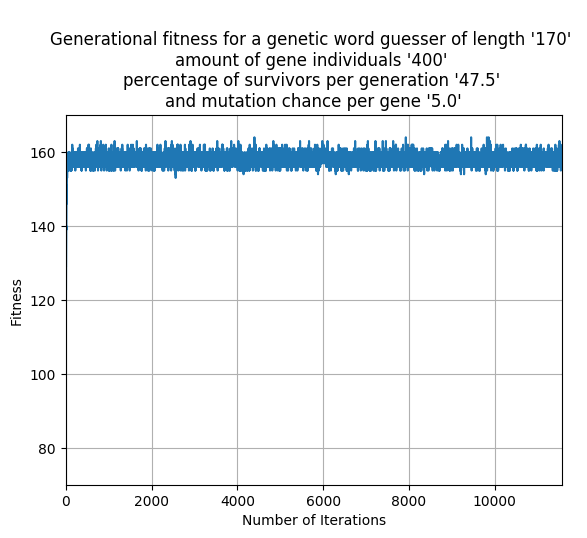 Generational fitness for a genetic word guesser of length '170'
amount of gene individuals '400'
percentage of survivors per generation '47.5'
and mutation chance per gene '5.0'
160
140
120
100
80
Fitness
0 2000 4000 6000 8000 10000
Number of Iterations